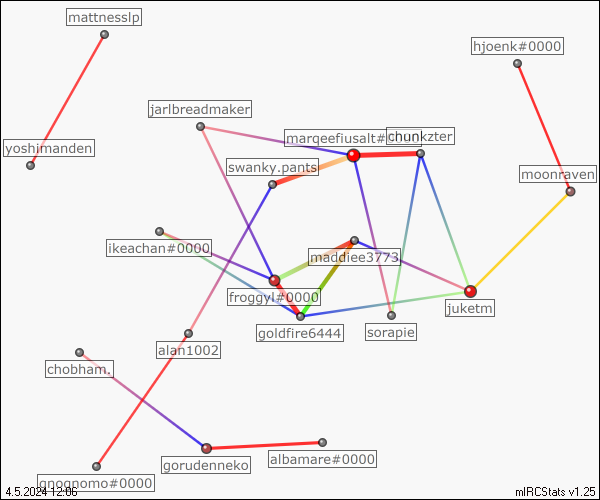 mattnesslp
hjoenk#0000
jarlbreadmaker
marqeefiusalt#
chunkzter
yoshimanden
swanky.pants
moonraven
ikeachan#0000
maddiee3773
froggyl#0000
goldfire6444
sorapie
juketm
alan1002
chobham.
gorudenneko
albamare#0000
gnognomo#0000
4.5.2024 12:06
mIRCStats v1.25